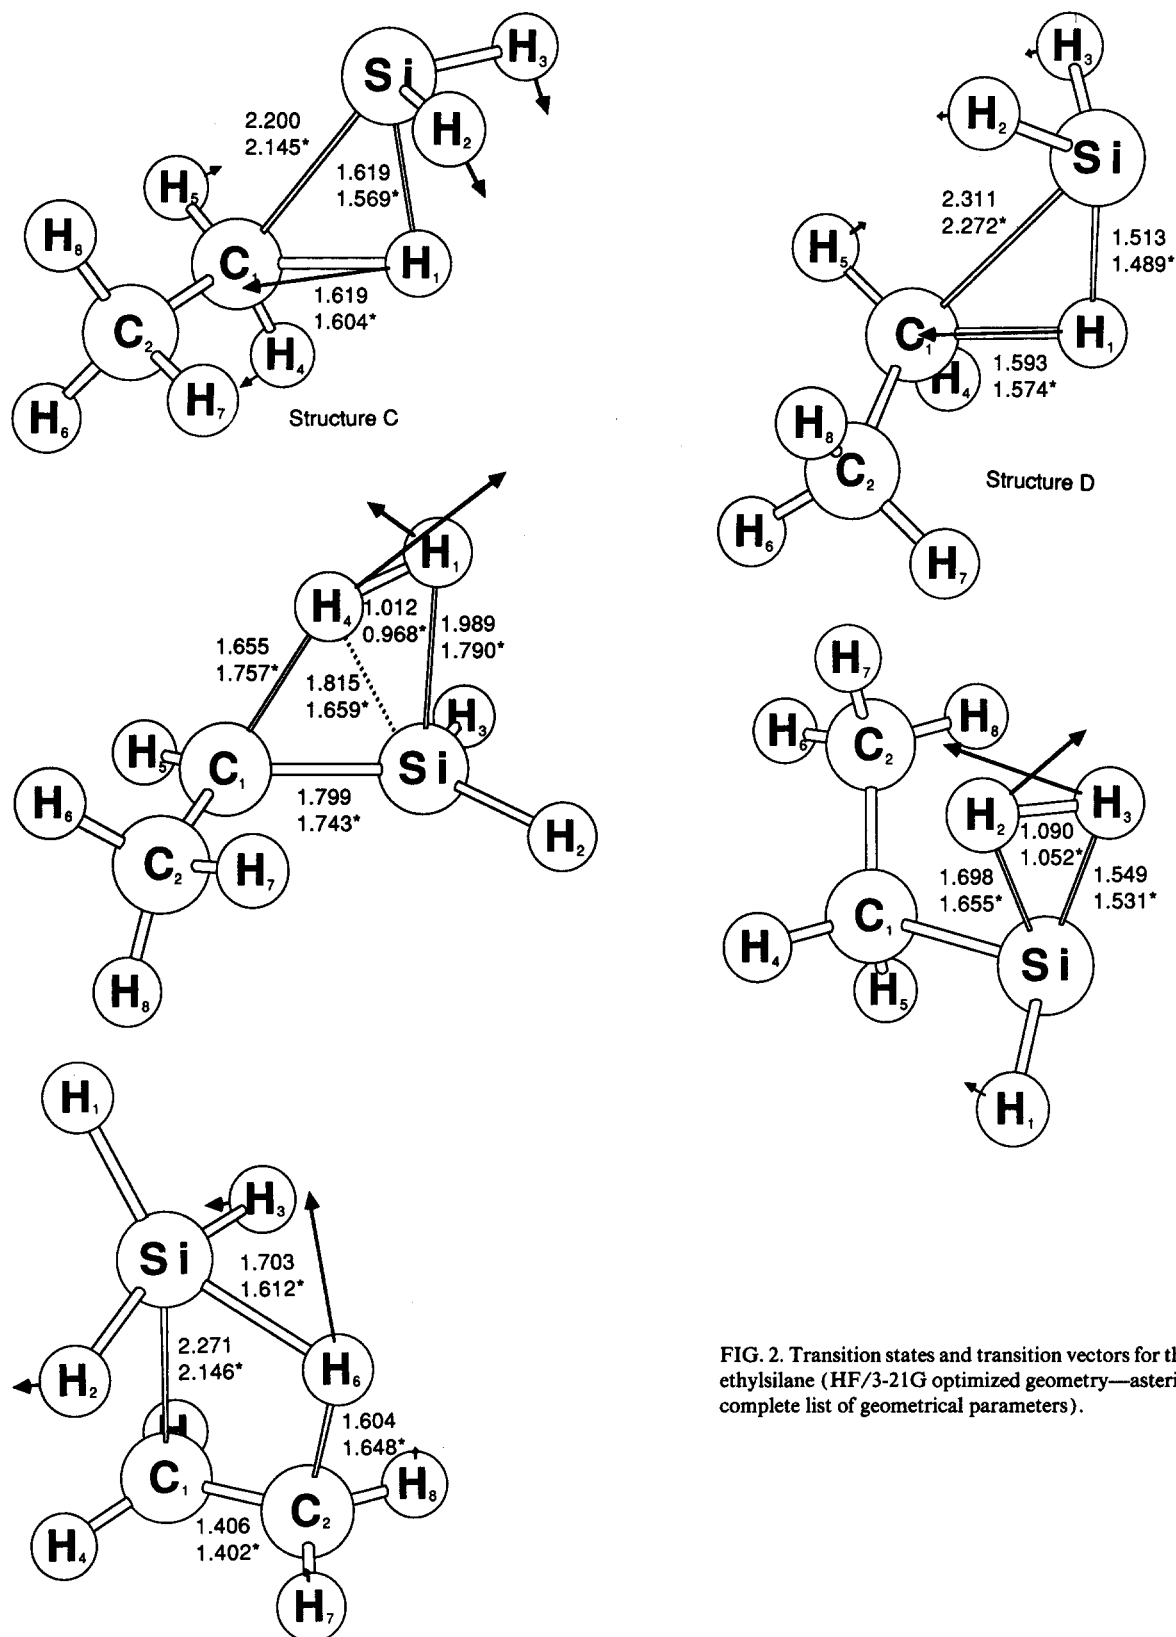 Si
H₃
H₂
2.200
2.145*
1.619
1.569*
H₅
H₈
C₁
H₁
1.619
1.604*
C₂
H₄
H₇
H₆
Structure C
H₃
H₂
Si
2.311
2.272*
1.513
1.489*
H₅
C₁
H₁
1.593
1.574*
H₄
H₈
C₂
Structure D
H₆
H₇
H₁
H₄
1.012
0.968*
1.989
1.790*
1.655
1.757*
1.815
1.659*
H₃
H₅
C₁
Si
1.799
1.743*
H₆
H₂
C₂
H₇
H₈
H₇
H₆
C₂
H₈
H₂
H₃
1.090
1.052*
1.698
1.655*
1.549
1.531*
C₁
H₄
Si
H₅
H₁
H₁
H₃
Si
1.703
1.612*
2.271
2.146*
H₂
H₆
H
1.604
1.648*
C₁
H₈
C₂
1.406
1.402*
H₄
H₇
FIG. 2. Transition states and transition vectors for
ethylsilane (HF/3-21G optimized geometry—
complete list of geometrical parameters).